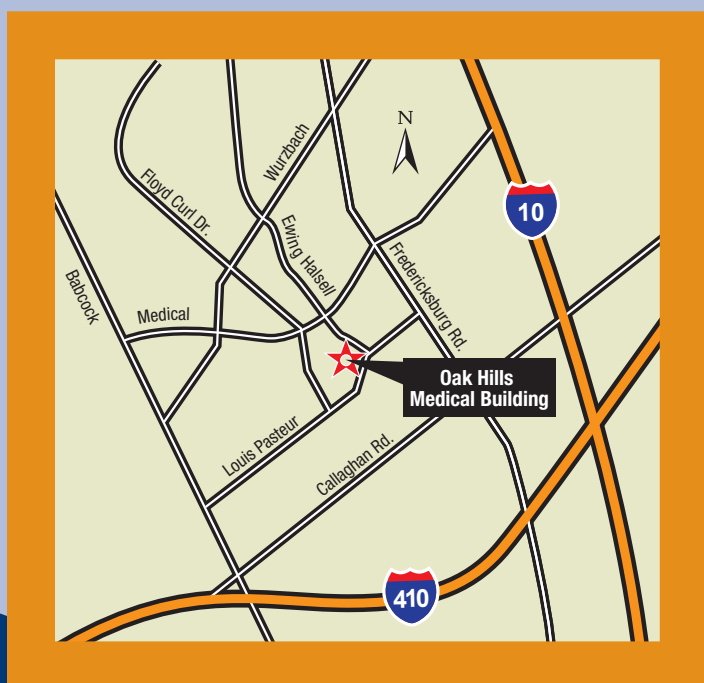 N
Wurzbach
10
Floyd Curl Dr.
Ewing Halsell
Fredericksburg Rd.
Babcock
Medical
Oak Hills
Medical Building
Louis Pasteur
Callaghan Rd.
410